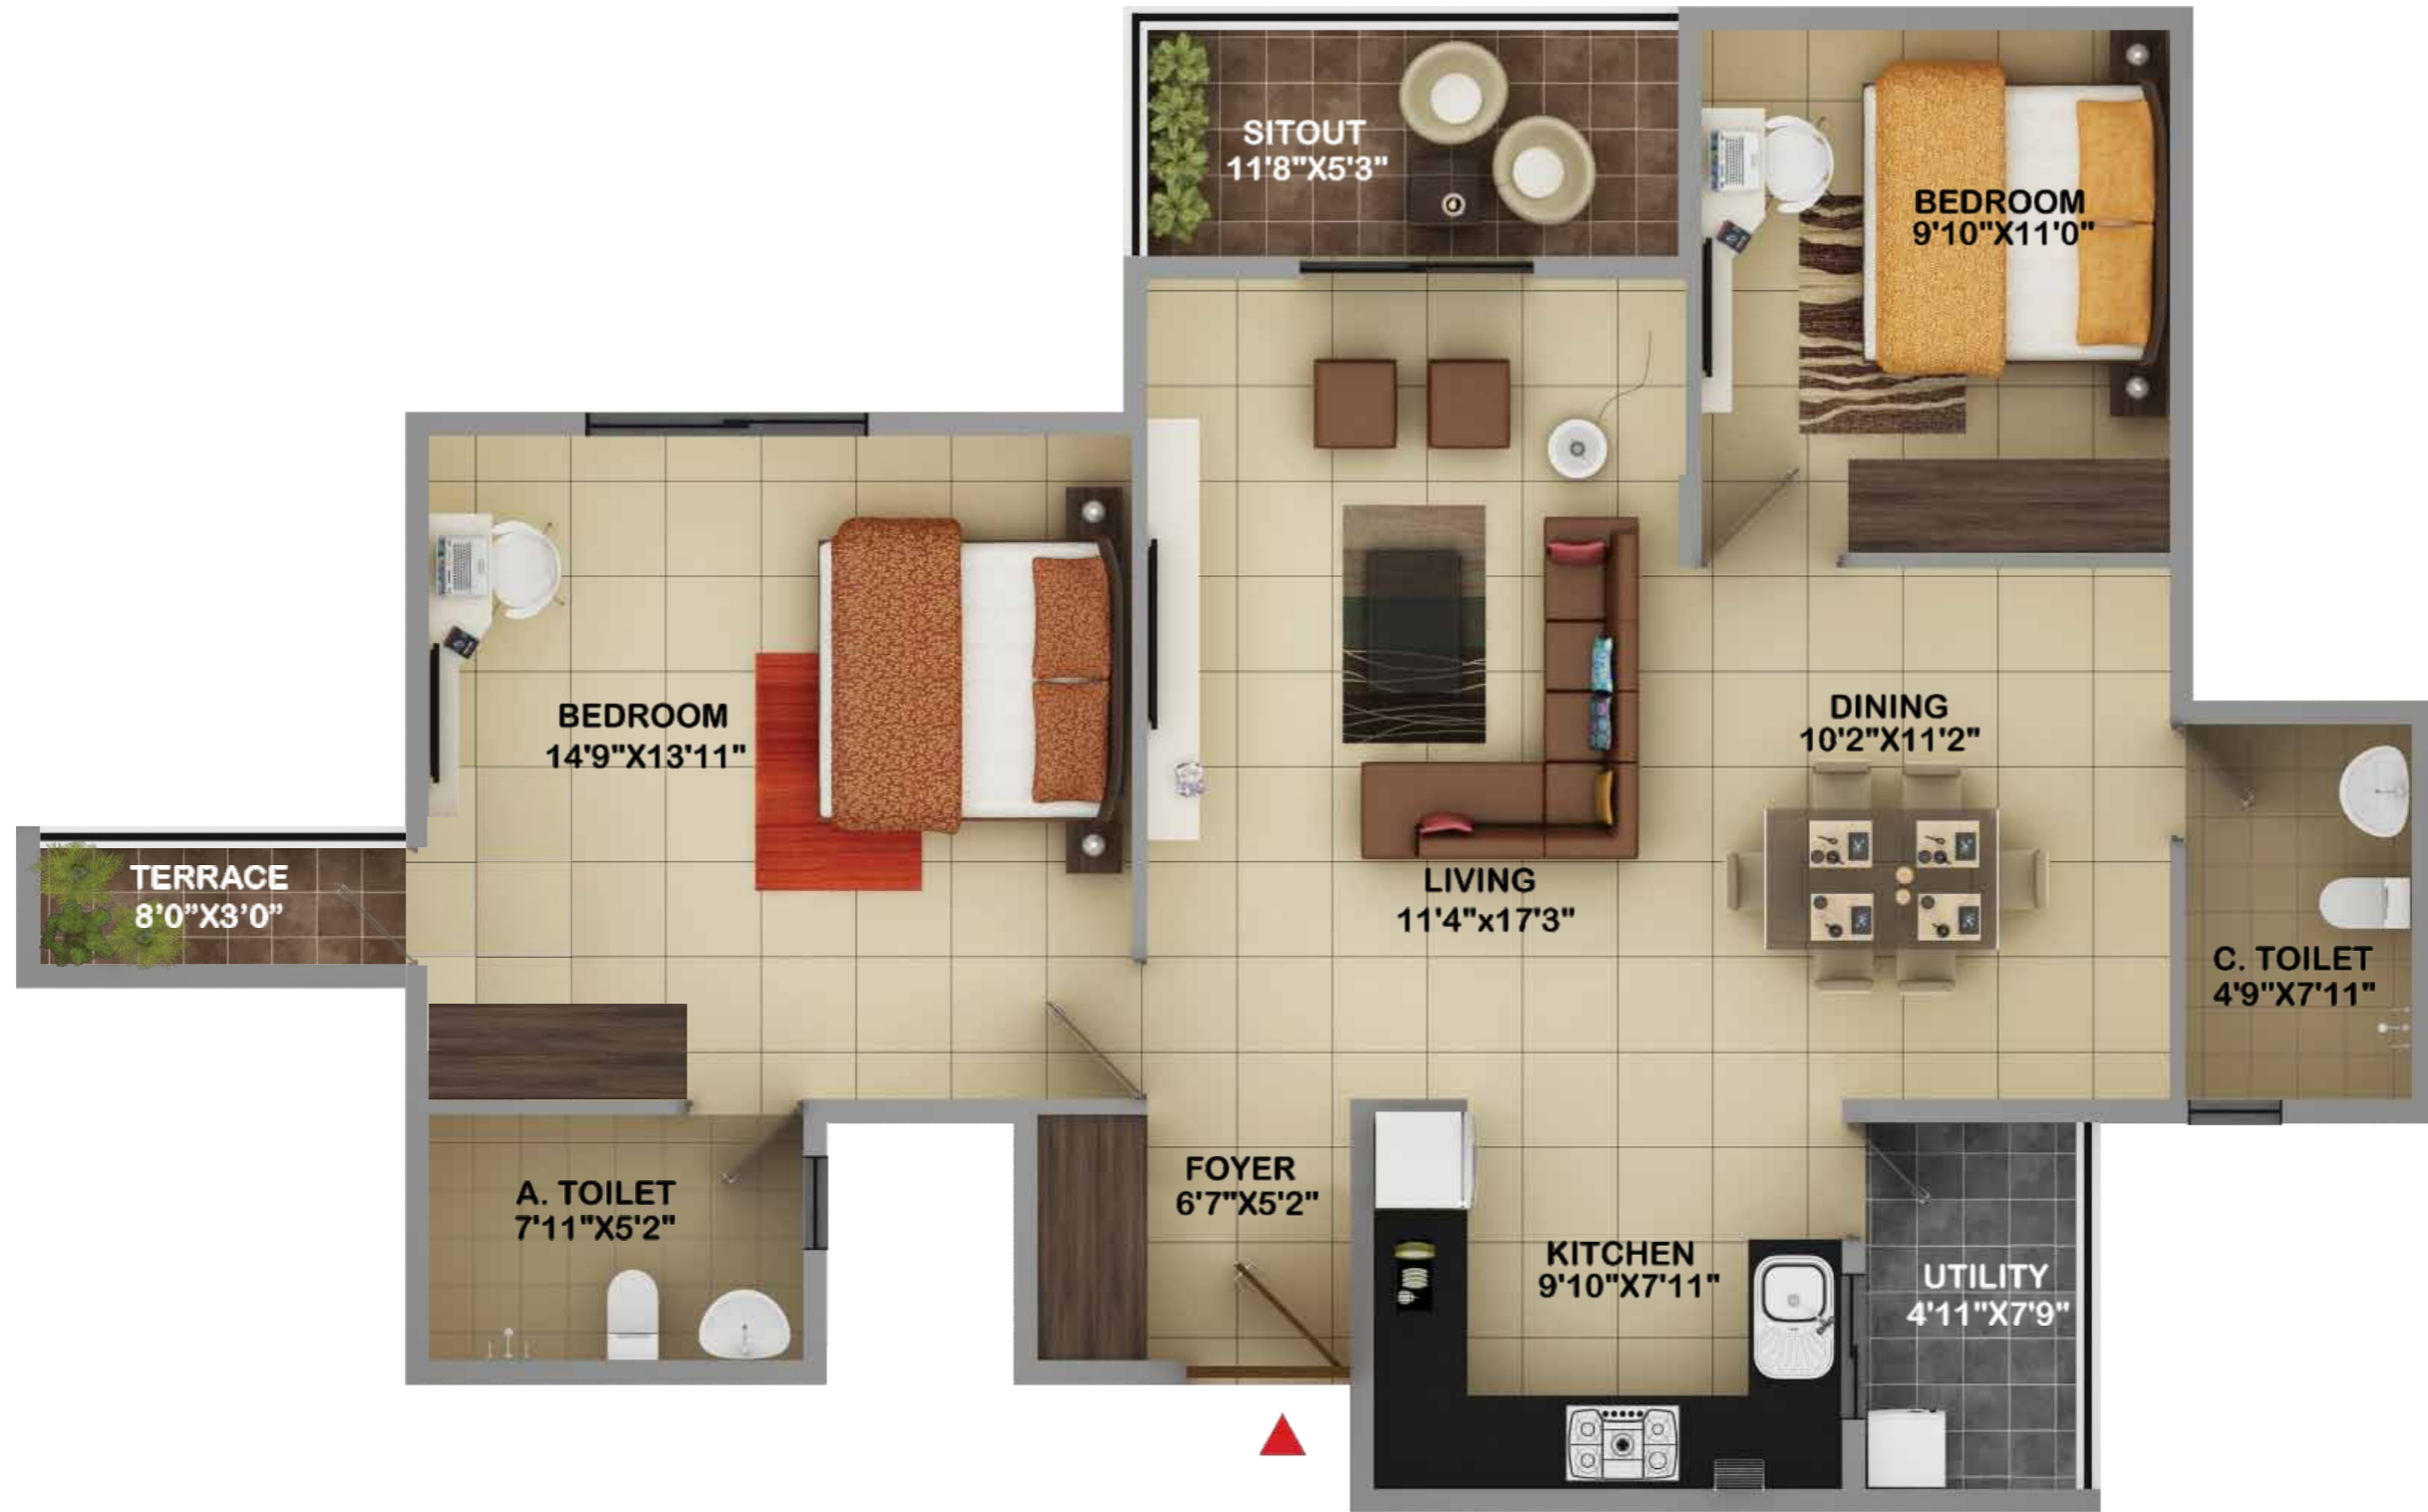 SITOUT
11'8"X5'3"
BEDROOM
9'10"X11'0"
BEDROOM
14'9"X13'11"
DINING
10'2"X11'2"
TERRACE
8’0”X3’0”
LIVING
11'4"x17'3"
C. TOILET
4'9"X7'11"
A. TOILET
7'11"X5'2"
FOYER
6'7"X5'2"
KITCHEN
9'10"X7'11"
UTILITY
4'11"X7'9"